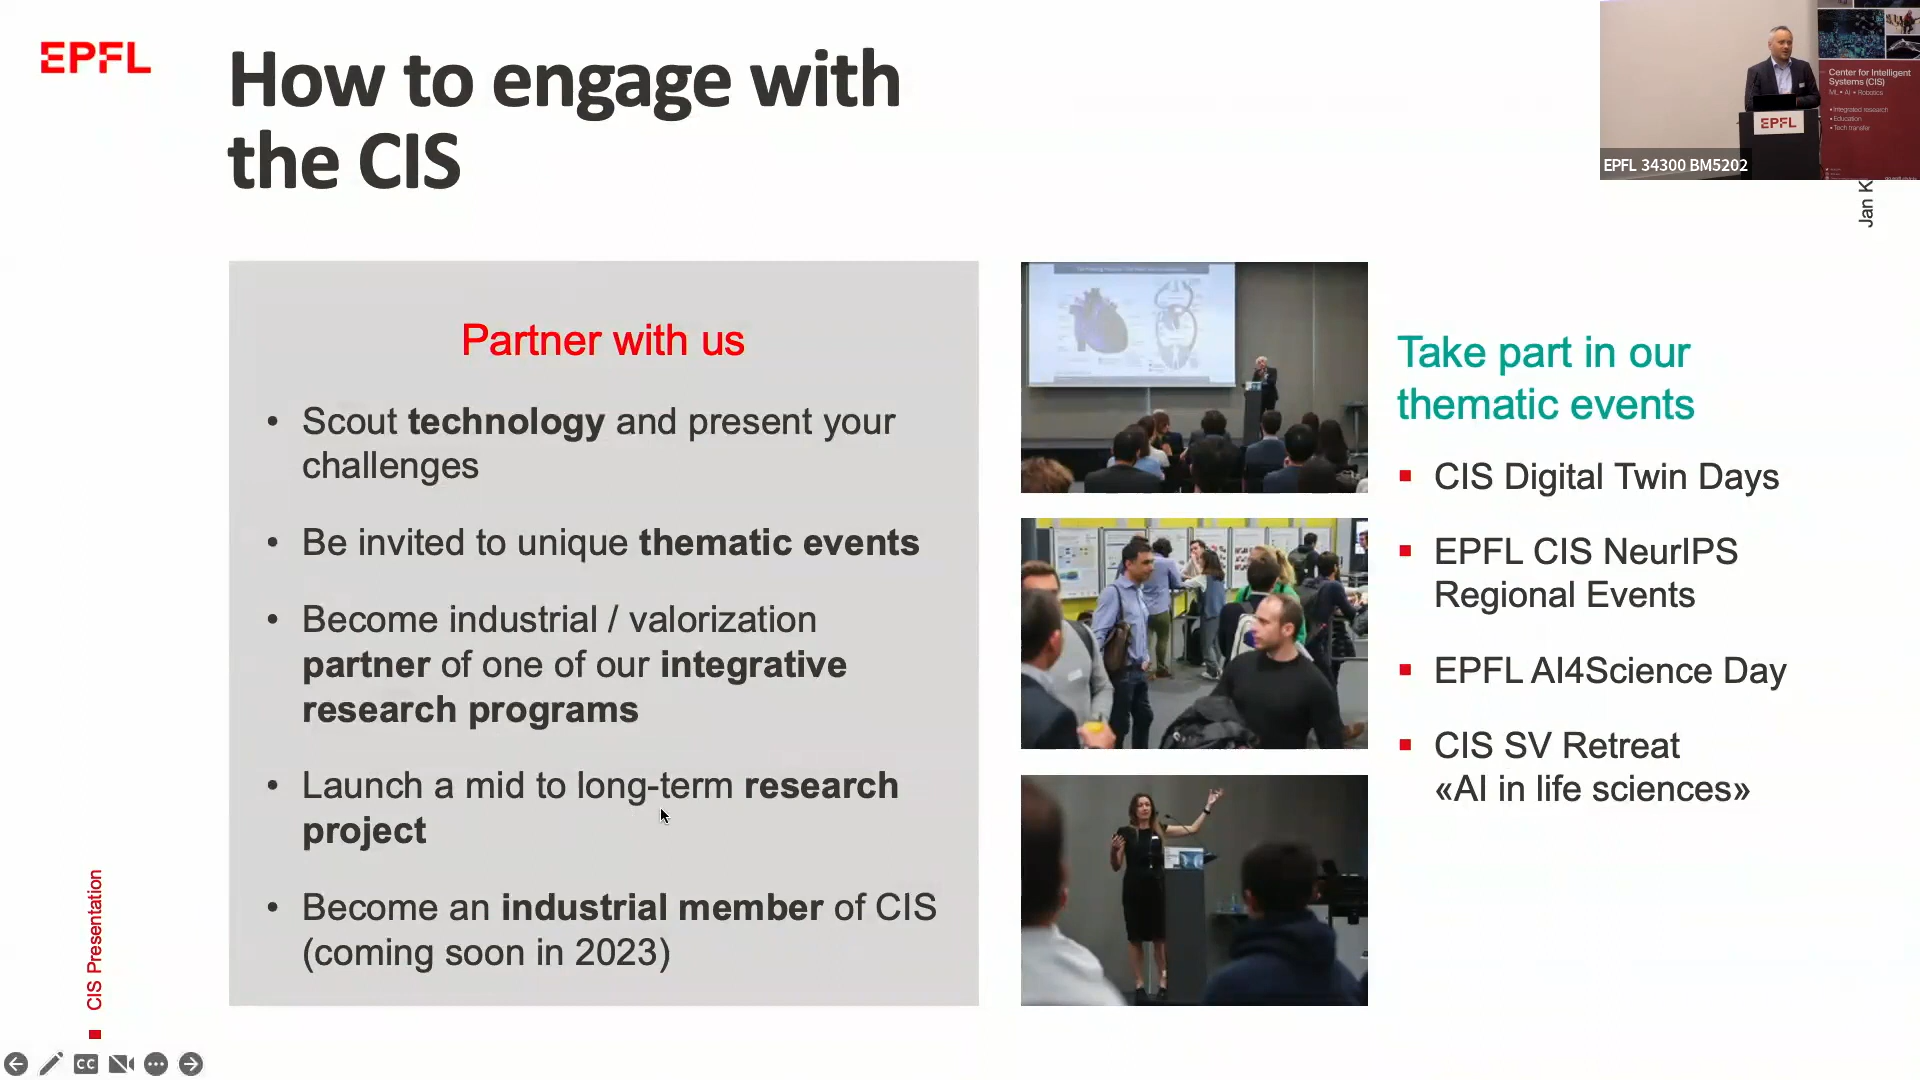 EPFL
How to engage with
the CIS
Partner with us
• Scout technology and present your
challenges
• Be invited to unique thematic events
• Become industrial / valorization
partner of one of our integrative
research programs
• Launch a mid to long-term research
project
• Become an industrial member of CIS
(coming soon in 2023)
Take part in our
thematic events
▪ CIS Digital Twin Days
▪ EPFL CIS NeurIPS
Regional Events
▪ EPFL AI4Science Day
▪ CIS SV Retreat
«AI in life sciences»
Center for Intelligent
Systems (CIS)
ML • AI • Robotics
• Integrated research
• Education
• Tech transfer
EPFL
EPFL 34300 BM5202
Jan K
CIS Presentation
CC